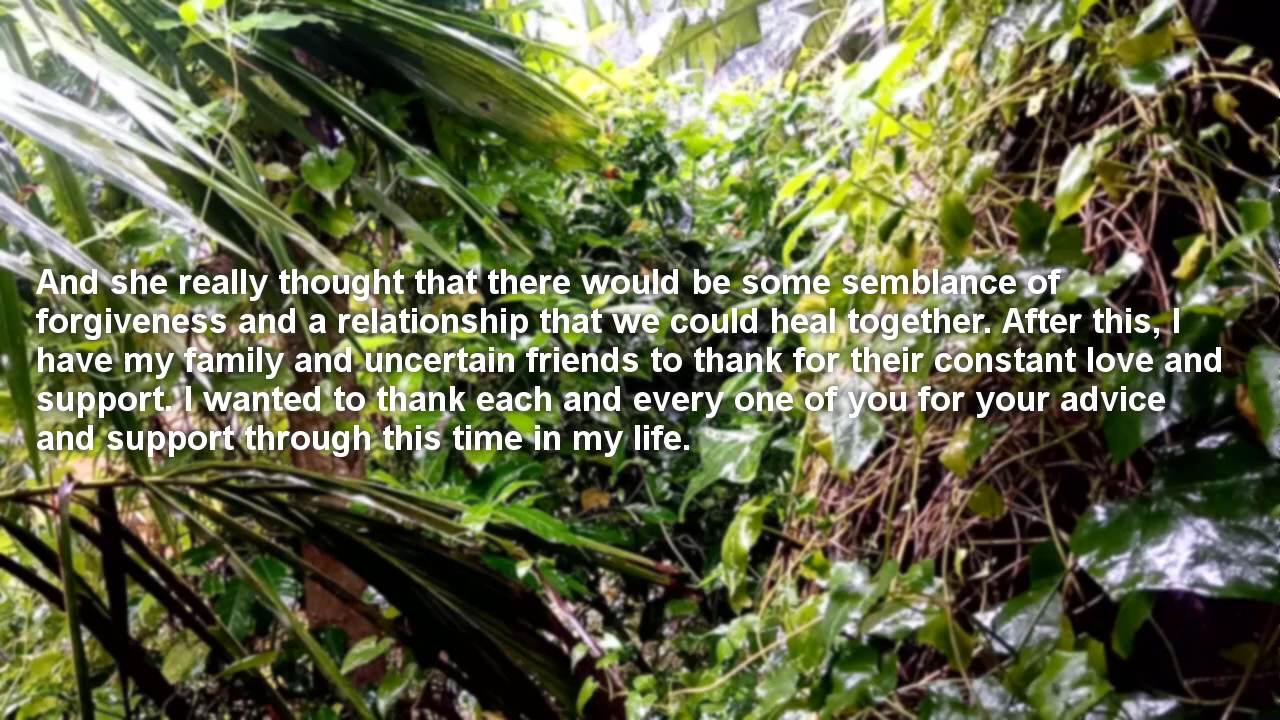 And she really thought that there would be some semblance of
forgiveness and a relationship that we could heal together. After this, I
have my family and uncertain friends to thank for their constant love and
support. I wanted to thank each and every one of you for your advice
and support through this time in my life.